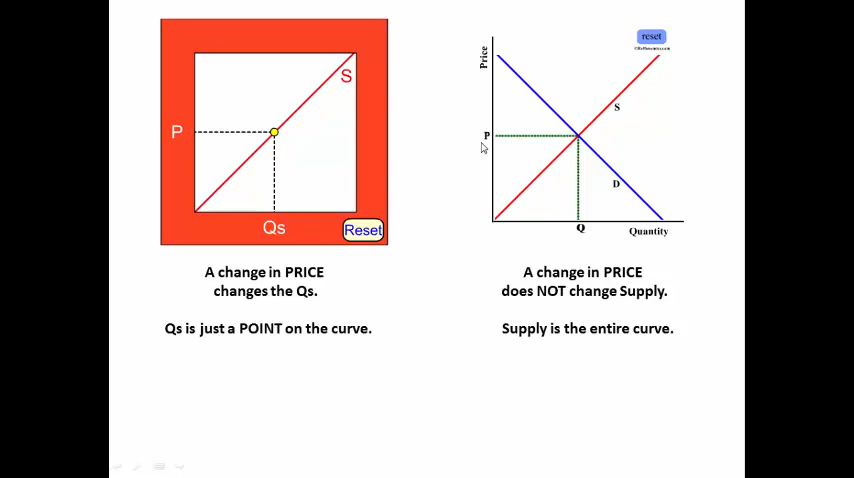 S
P
Qs
Reset
reset
Price
S
P
D
Q
Quantity
A change in PRICE
changes the Qs.
Qs is just a POINT on the curve.
A change in PRICE
does NOT change Supply.
Supply is the entire curve.